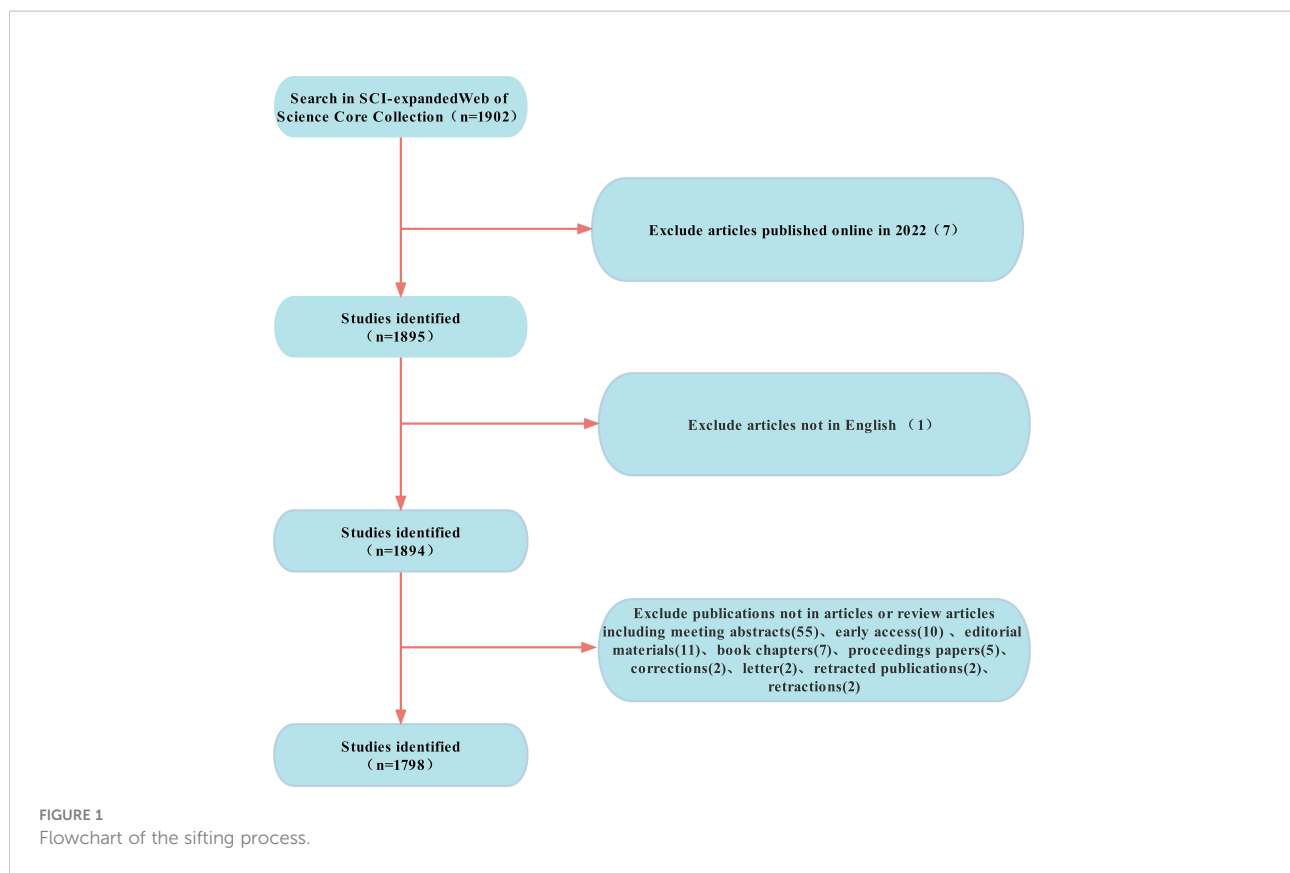 Search in SCI-expandedWeb of
Science Core Collection（n=1902）
Exclude articles published online in 2022（7）
Studies identified
（n=1895）
Exclude articles not in English （1）
Studies identified
（n=1894）
Exclude publications not in articles or review articles
including meeting abstracts(55)、early access(10) 、editorial
materials(11)、book chapters(7)、proceedings papers(5)、
corrections(2)、letter(2)、retracted publications(2)、
retractions(2)
Studies identified
（n=1798）
FIGURE 1
Flowchart of the sifting process.